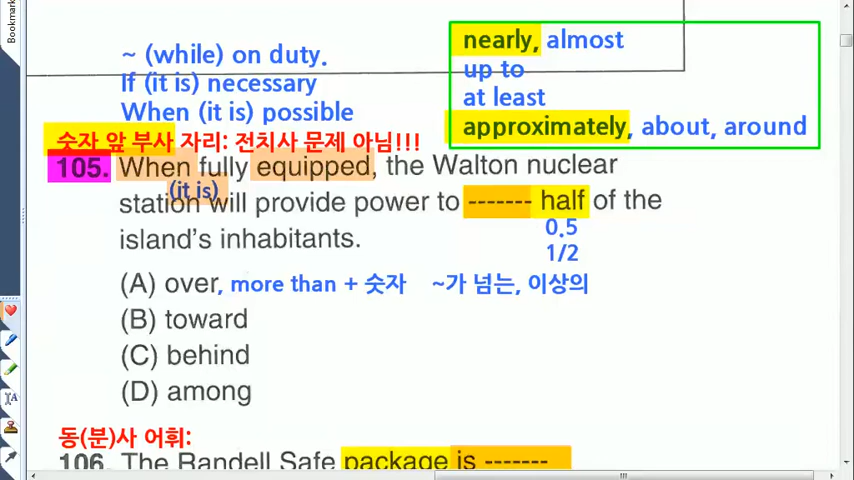 Bookmark
~ (while) on duty.
If (it is) necessary
When (it is) possible
nearly, almost
up to
at least
approximately, about, around
숫자 앞 부사 자리: 전치사 문제 아님!!!
105. When fully equipped, the Walton nuclear
(it is)
station will provide power to ------- half of the
0.5
island's inhabitants.
1/2
(A) over, more than + 숫자 ~가 넘는, 이상의
(B) toward
(C) behind
(D) among
동(분)사 어휘:
106. The Randell Safe package is -------